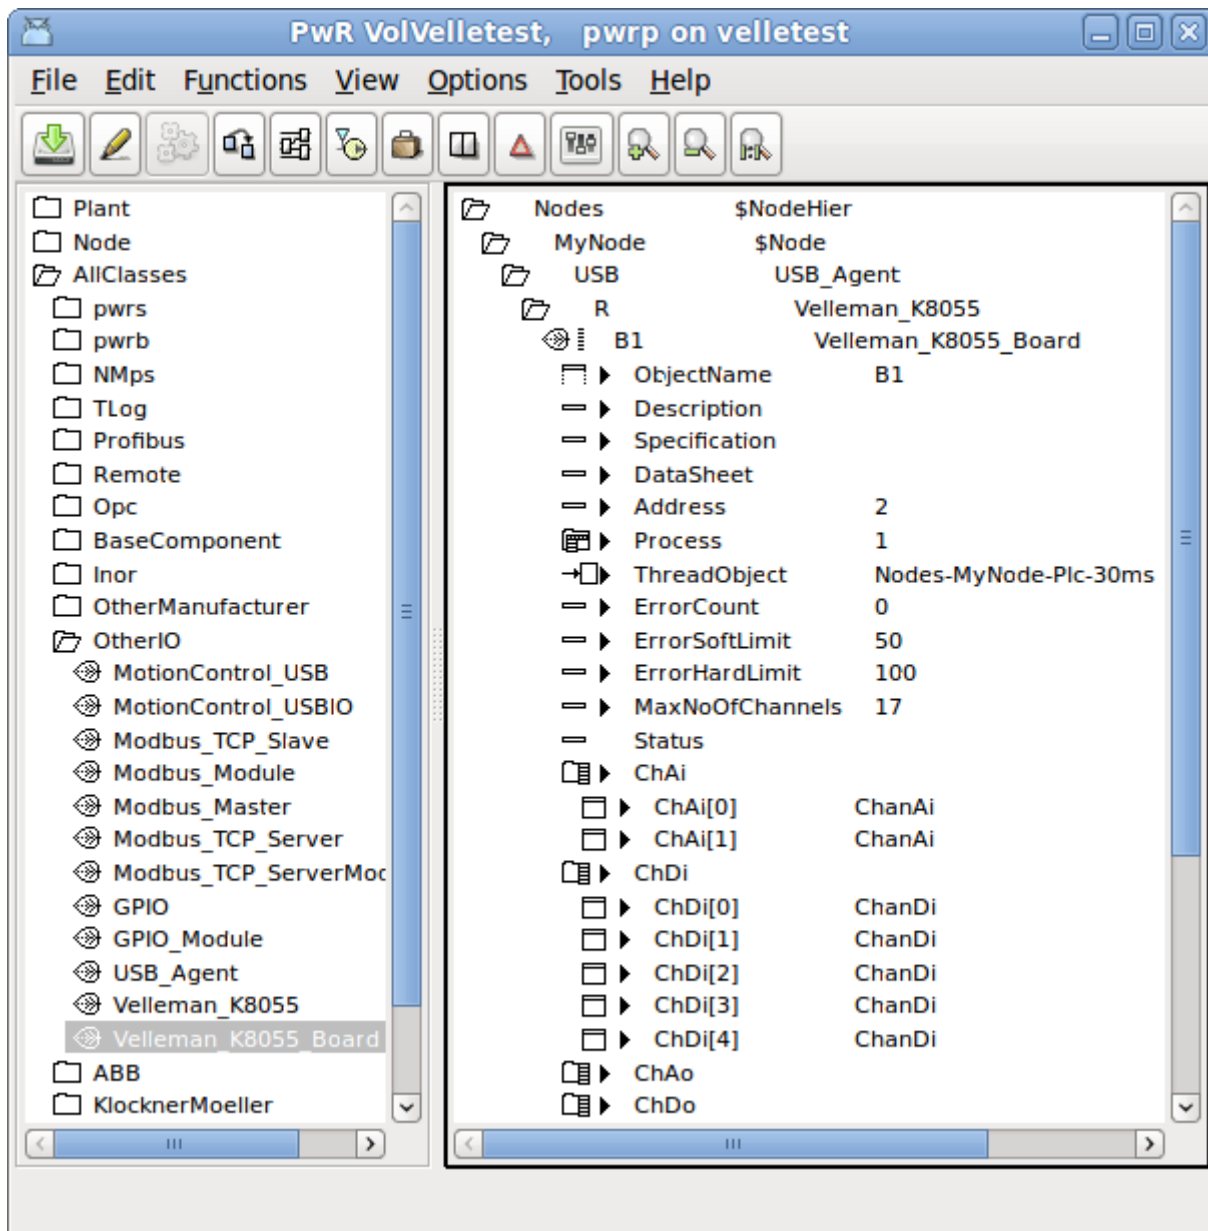 PwR VolVelletest, pwrp on velletest
File Edit Functions View Options Tools Help
Plant
Node
AllClasses
pwrs
pwrb
NMps
TLog
Profibus
Remote
Opc
BaseComponent
Inor
OtherManufacturer
OtherIO
MotionControl_USB
MotionControl_USBIO
Modbus_TCP_Slave
Modbus_Module
Modbus_Master
Modbus_TCP_Server
Modbus_TCP_ServerMoc
GPIO
GPIO_Module
USB_Agent
Velleman_K8055
Velleman_K8055_Board
ABB
KlocknerMoeller
Nodes $NodeHier
MyNode $Node
USB USB_Agent
R Velleman_K8055
B1 Velleman_K8055_Board
ObjectName B1
Description
Specification
DataSheet
Address 2
Process 1
ThreadObject Nodes-MyNode-Plc-30ms
ErrorCount 0
ErrorSoftLimit 50
ErrorHardLimit 100
MaxNoOfChannels 17
Status
ChAi
ChAi[0] ChanAi
ChAi[1] ChanAi
ChDi
ChDi[0] ChanDi
ChDi[1] ChanDi
ChDi[2] ChanDi
ChDi[3] ChanDi
ChDi[4] ChanDi
ChAo
ChDo